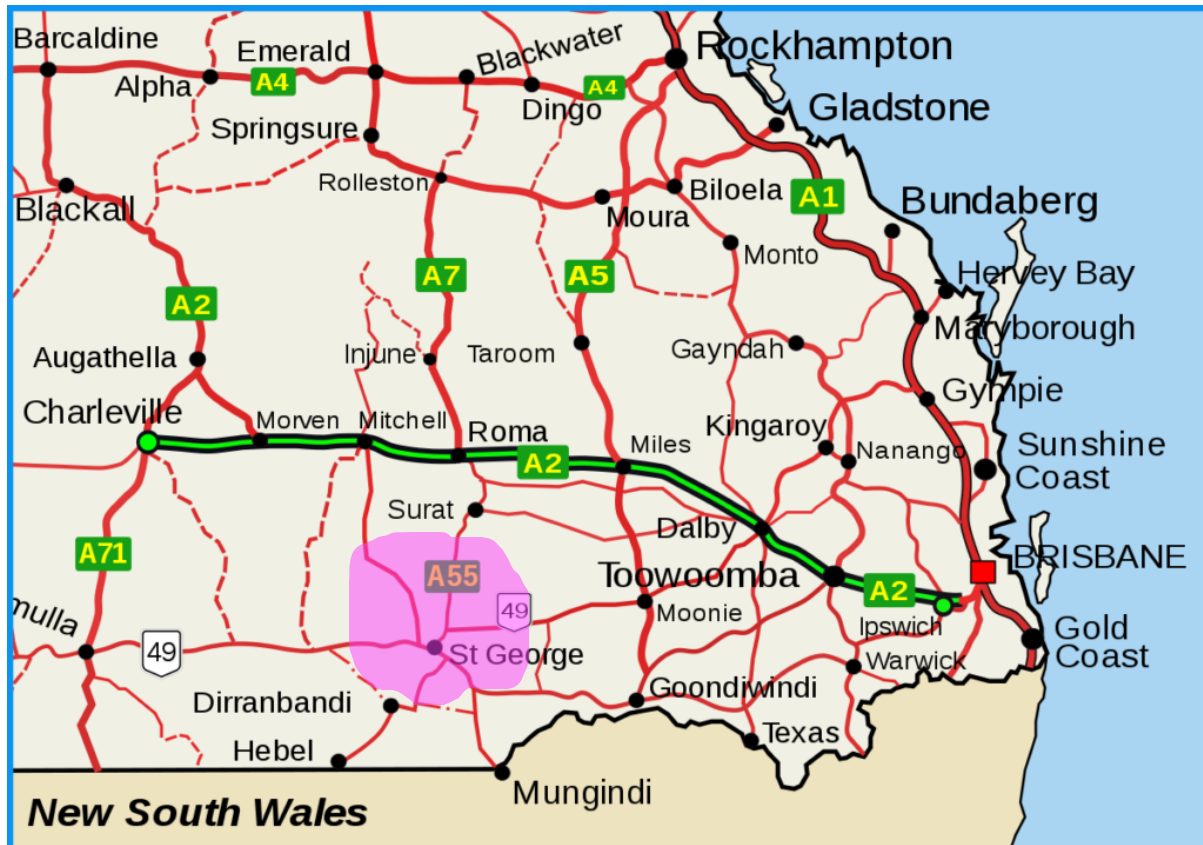 Barcaldine
Emerald
Blackwater
Rockhampton
Alpha
A4
A4
Dingo
Gladstone
Springsure
Rolleston
Biloela
A1
Bundaberg
Blackall
Moura
Monto
A2
A7
A5
Hervey Bay
Maryborough
Augathella
Injune
Taroom
Gayndah
Gympie
Charleville
Morven
Mitchell
Roma
A2
Miles
Kingaroy
Nanango
Sunshine
Coast
Surat
Dalby
A71
A55
Toowoomba
A2
BRISBANE
mulla
49
49
Moonie
Ipswich
Gold
Coast
St George
Warwick
Dirranbandi
Goondiwindi
Hebel
Texas
Mungindi
New South Wales